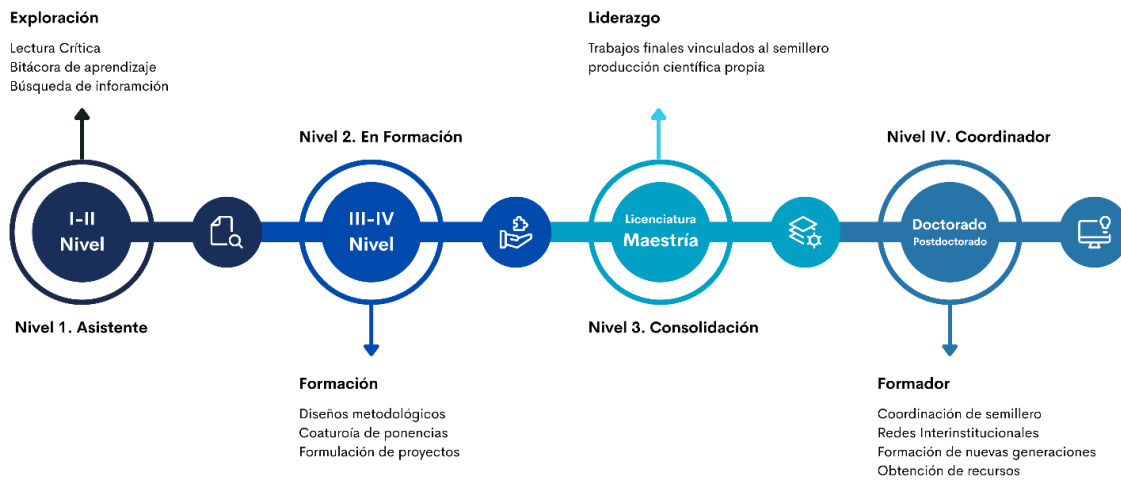 Exploración
Lectura Crítica
Bitácora de aprendizaje
Búsqueda de inforamción
I-II
Nivel
Nivel 1. Asistente
Nivel 2. En Formación
III-IV
Nivel
Formación
Diseños metodológicos
Coaturoía de ponencias
Formulación de proyectos
Liderazgo
Trabajos finales vinculados al semillero
producción científica propia
Licenciatura
Maestría
Nivel 3. Consolidación
Nivel IV. Coordinador
Doctorado
Postdoctorado
Formador
Coordinación de semillero
Redes Interinstitucionales
Formación de nuevas generaciones
Obtención de recursos